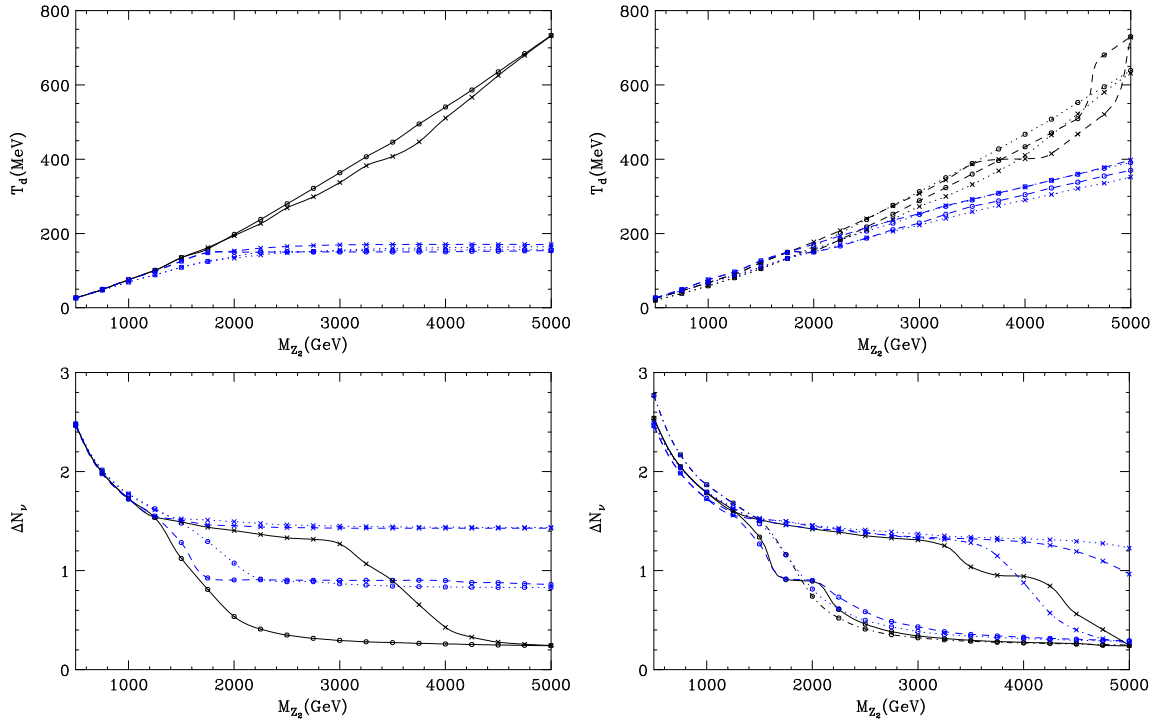 800 800
600 600
T_d(MeV) T_d(MeV)
400 400
200 200
0 0
1000 2000 3000 4000 5000 1000 2000 3000 4000 5000
M_{Z_2}(GeV) M_{Z_2}(GeV)
3 3
2 2
ΔN_ν ΔN_ν
1 1
0 0
1000 2000 3000 4000 5000 1000 2000 3000 4000 5000
M_{Z_2}(GeV) M_{Z_2}(GeV)